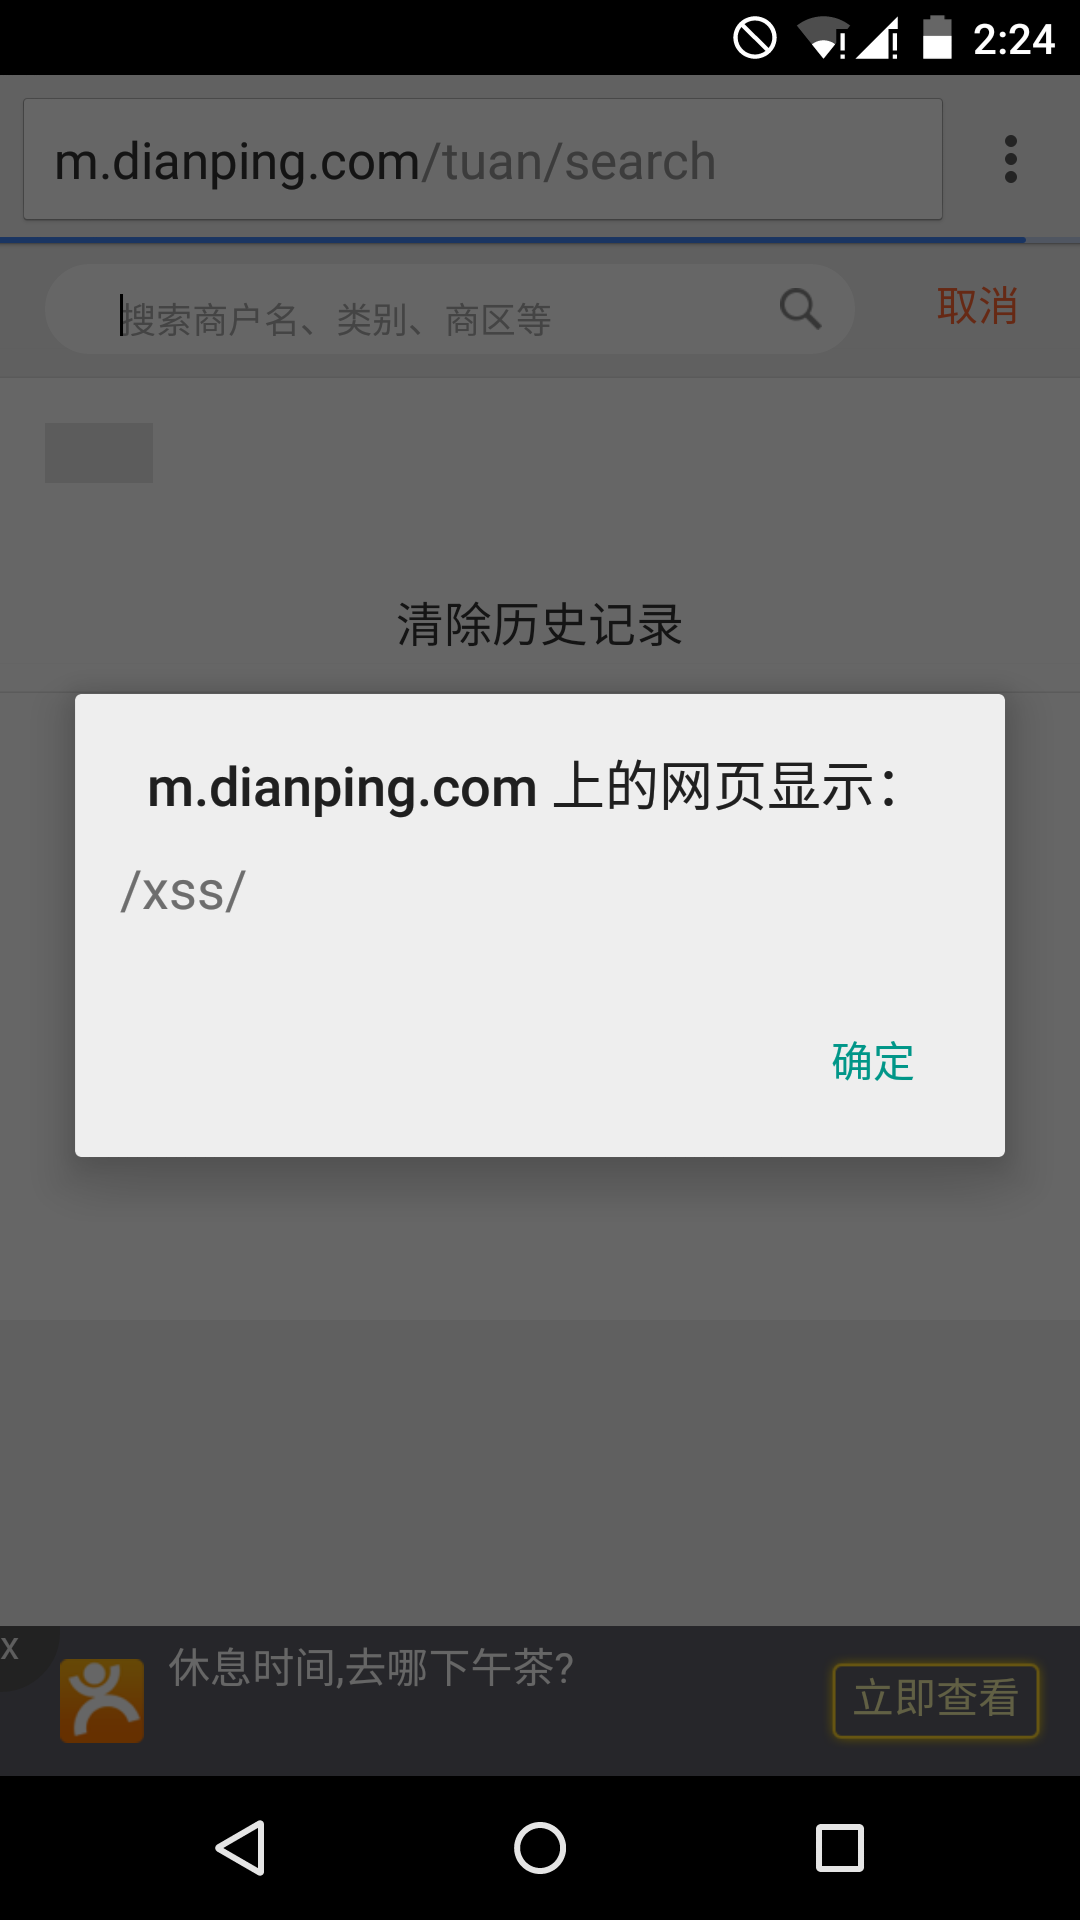 2:24
m.dianping.com/tuan/search
搜索商户名、类别、商区等
取消
清除历史记录
m.dianping.com 上的网页显示：
/xss/
确定
x
休息时间,去哪下午茶?
立即查看